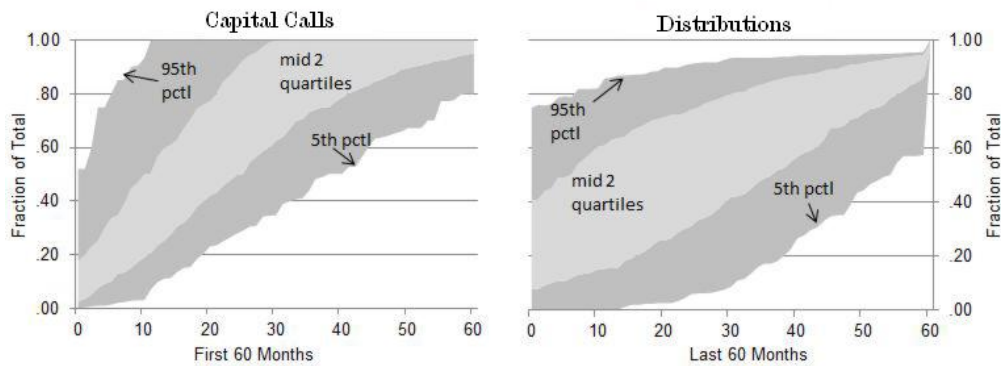 Capital Calls
Distributions
Fraction of Total
1.00
.80
.60
.40
.20
.00
95th
pctl
mid 2
quartiles
5th pctl
0 10 20 30 40 50 60
First 60 Months
95th
pctl
mid 2
quartiles
5th pctl
0 10 20 30 40 50 60
Last 60 Months
1.00
.80
.60
.40
.20
.00
Fraction of Total